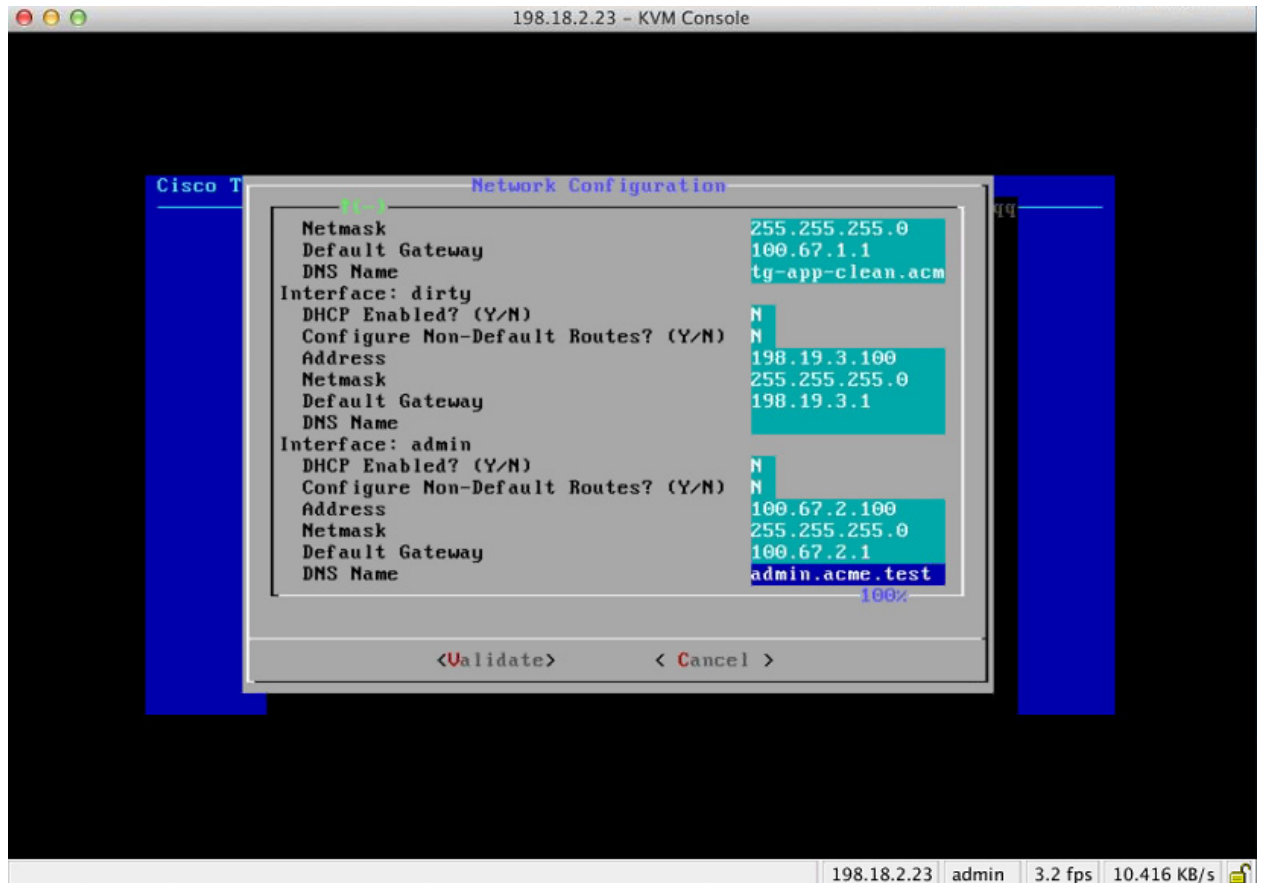 198.18.2.23 – KVM Console
Cisco T
Network Configuration
↑(-)
qq
Netmask 255.255.255.0
Default Gateway 100.67.1.1
DNS Name tg-app-clean.acm
Interface: dirty
DHCP Enabled? (Y/N) N
Configure Non-Default Routes? (Y/N) N
Address 198.19.3.100
Netmask 255.255.255.0
Default Gateway 198.19.3.1
DNS Name
Interface: admin
DHCP Enabled? (Y/N) N
Configure Non-Default Routes? (Y/N) N
Address 100.67.2.100
Netmask 255.255.255.0
Default Gateway 100.67.2.1
DNS Name admin.acme.test
100%
<Validate> < Cancel >
198.18.2.23 admin 3.2 fps 10.416 KB/s